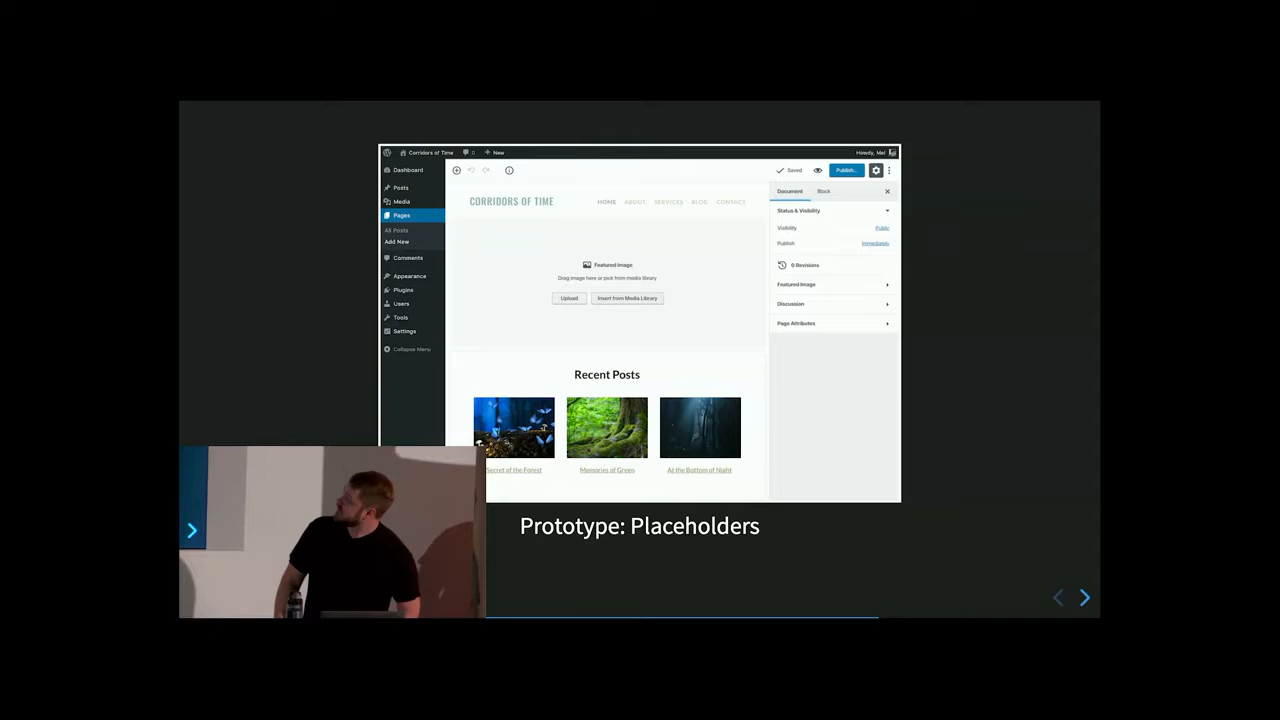 Corridors of Time 0 New Howdy, Mel
Dashboard
Posts
Media
Pages
All Posts
Add New
Comments
Appearance
Plugins
Users
Tools
Settings
Collapse Menu
Saved Publish...
CORRIDORS OF TIME HOME ABOUT SERVICES BLOG CONTACT
Featured Image
Drag image here or pick from media library
Upload Insert from Media Library
Recent Posts
Secret of the Forest Memories of Green At the Bottom of Night
Document Block
Status & Visibility
Visibility Public
Publish Immediately
0 Revisions
Featured Image
Discussion
Page Attributes
Prototype: Placeholders